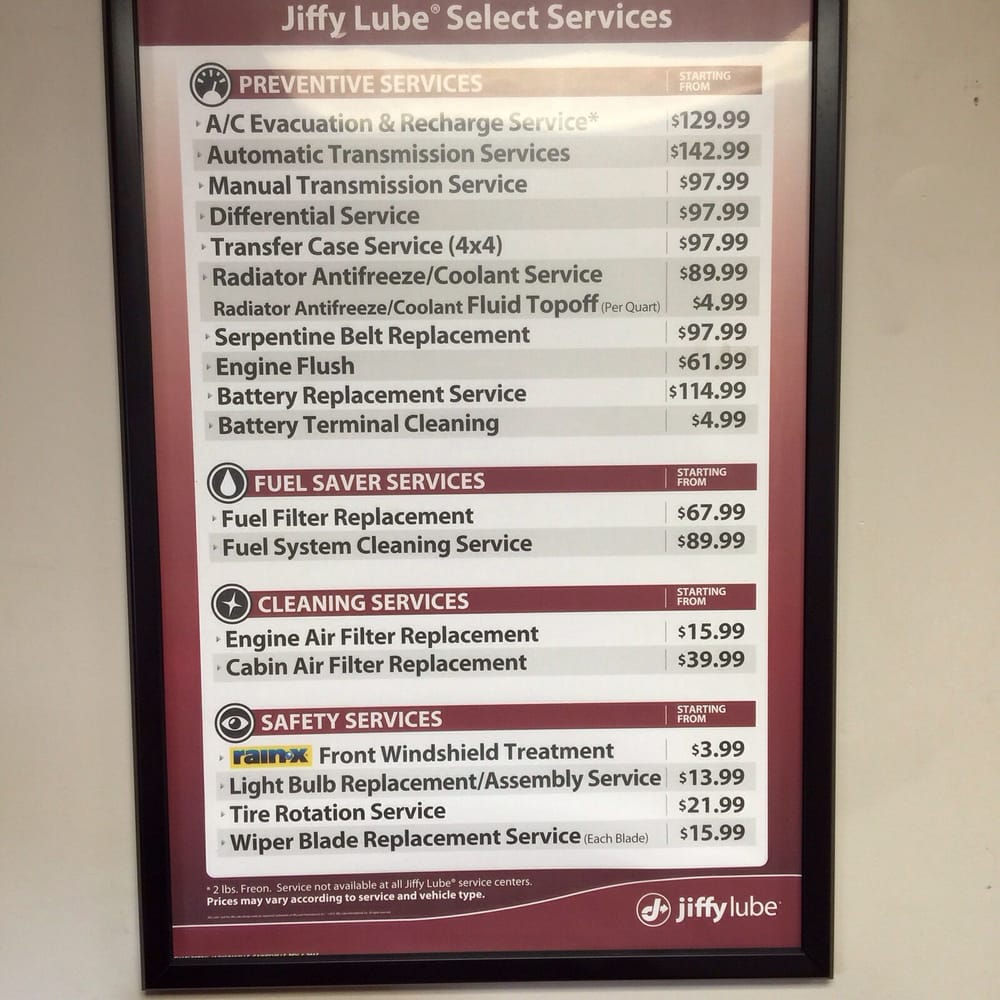 Jiffy Lube® Select Services
PREVENTIVE SERVICES STARTING FROM
A/C Evacuation & Recharge Service* $129.99
Automatic Transmission Services $142.99
Manual Transmission Service $97.99
Differential Service $97.99
Transfer Case Service (4x4) $97.99
Radiator Antifreeze/Coolant Service $89.99
Radiator Antifreeze/Coolant Fluid Topoff (Per Quart) $4.99
Serpentine Belt Replacement $97.99
Engine Flush $61.99
Battery Replacement Service $114.99
Battery Terminal Cleaning $4.99
FUEL SAVER SERVICES STARTING FROM
Fuel Filter Replacement $67.99
Fuel System Cleaning Service $89.99
CLEANING SERVICES STARTING FROM
Engine Air Filter Replacement $15.99
Cabin Air Filter Replacement $39.99
SAFETY SERVICES STARTING FROM
rain-x Front Windshield Treatment $3.99
Light Bulb Replacement/Assembly Service $13.99
Tire Rotation Service $21.99
Wiper Blade Replacement Service (Each Blade) $15.99
* 2 lbs. Freon. Service not available at all Jiffy Lube® service centers.
Prices may vary according to service and vehicle type.
jiffy lube